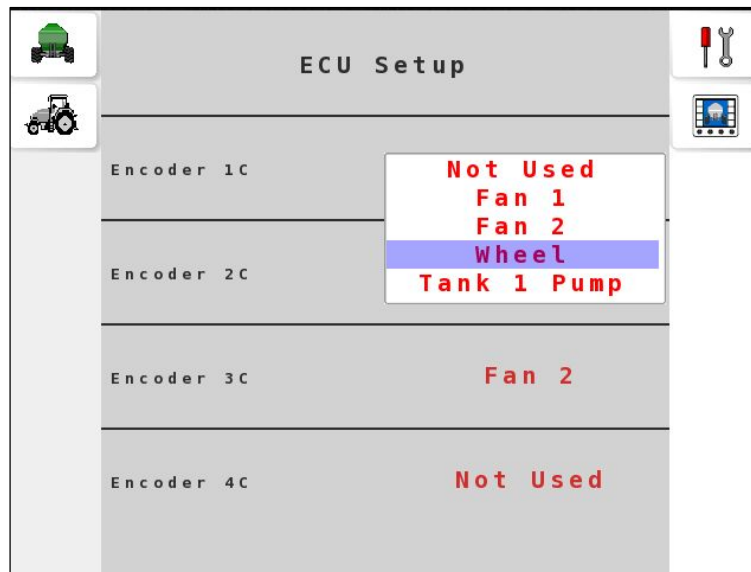 ECU Setup
Encoder 1C
Not Used
Fan 1
Fan 2
Wheel
Tank 1 Pump
Encoder 2C
Encoder 3C
Fan 2
Encoder 4C
Not Used